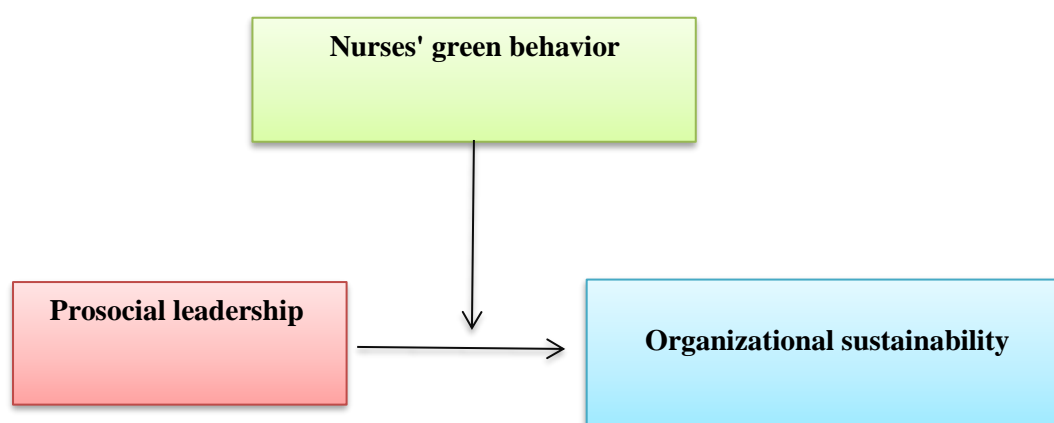 Nurses' green behavior
Prosocial leadership
Organizational sustainability